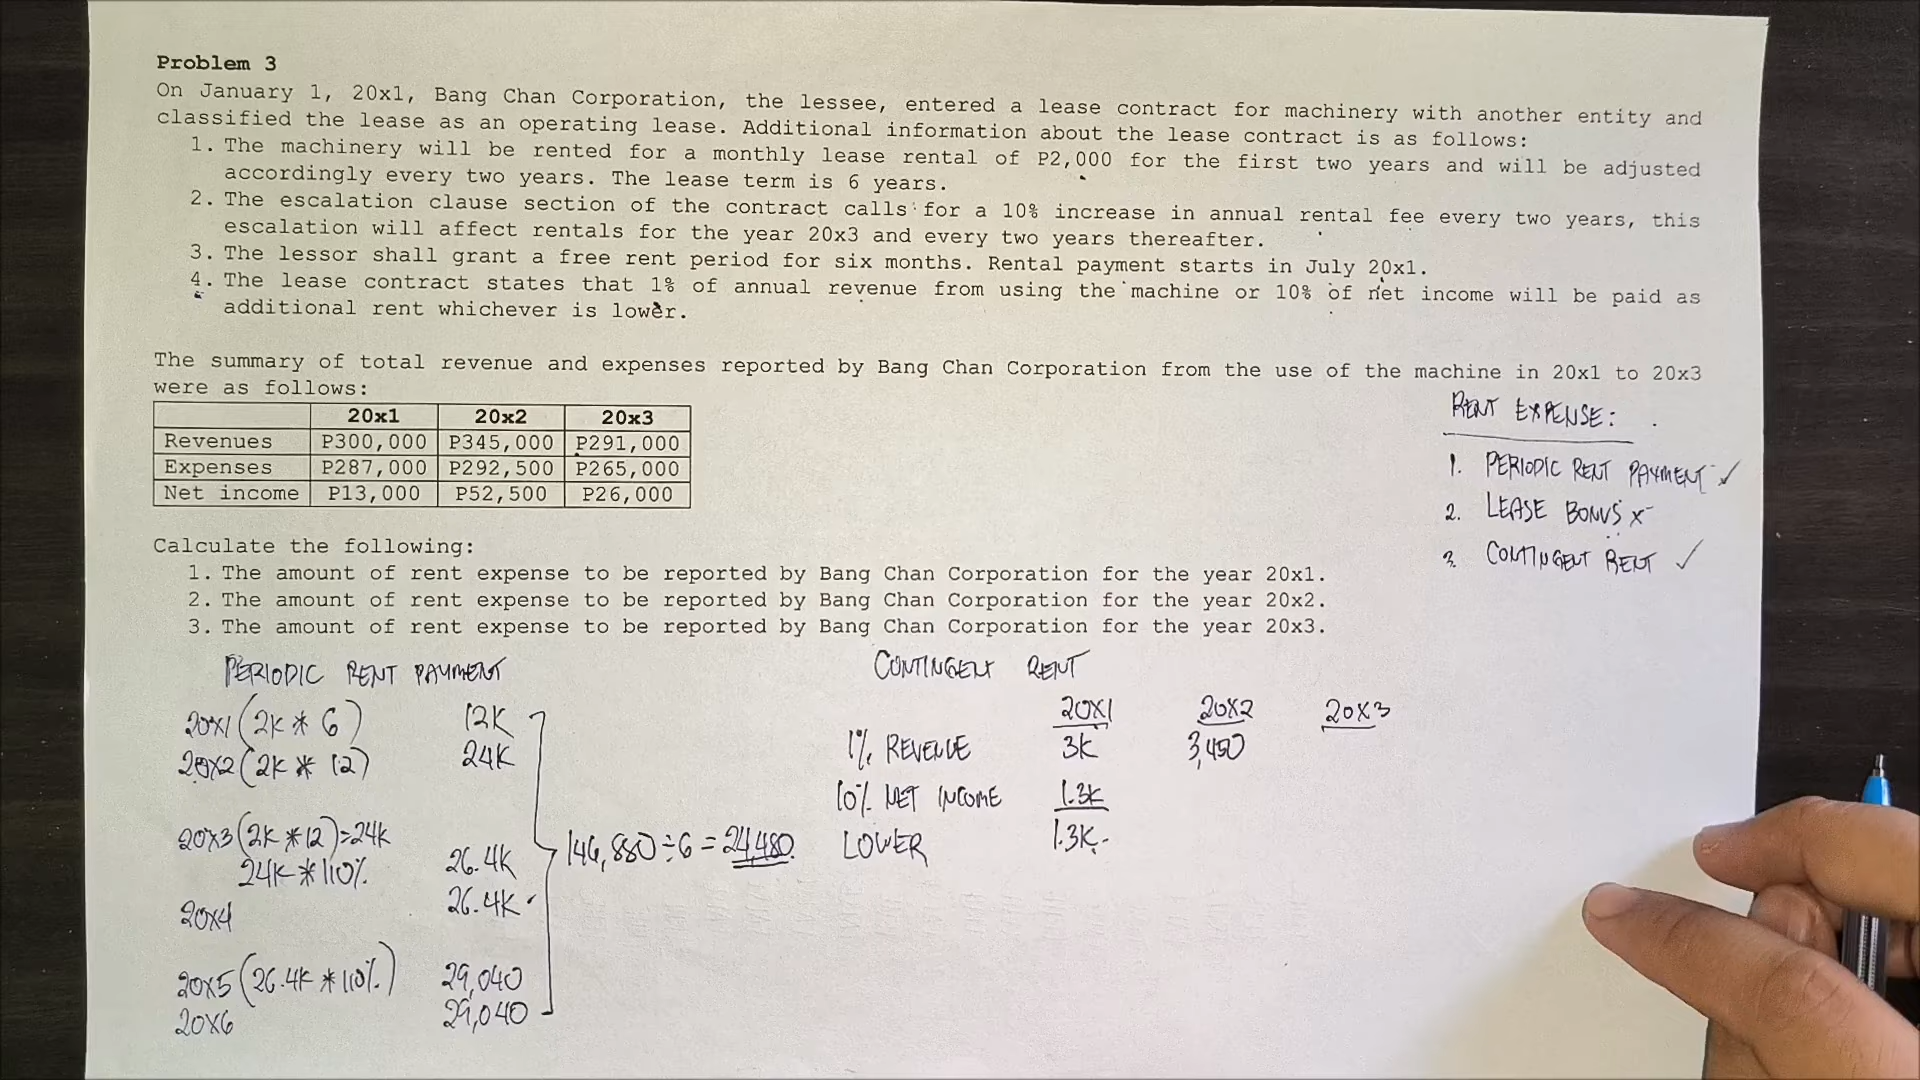 Problem 3
On January 1, 20x1, Bang Chan Corporation, the lessee, entered a lease contract for machinery with another entity and
classified the lease as an operating lease. Additional information about the lease contract is as follows:
1. The machinery will be rented for a monthly lease rental of P2,000 for the first two years and will be adjusted
accordingly every two years. The lease term is 6 years.
2. The escalation clause section of the contract calls for a 10% increase in annual rental fee every two years, this
escalation will affect rentals for the year 20x3 and every two years thereafter.
3. The lessor shall grant a free rent period for six months. Rental payment starts in July 20x1.
4. The lease contract states that 1% of annual revenue from using the machine or 10% of net income will be paid as
additional rent whichever is lower.
The summary of total revenue and expenses reported by Bang Chan Corporation from the use of the machine in 20x1 to 20x3
were as follows:
20x1 20x2 20x3
Revenues P300,000 P345,000 P291,000
Expenses P287,000 P292,500 P265,000
Net income P13,000 P52,500 P26,000
RENT EXPENSE:
1. PERIODIC RENT PAYMENT ✓
2. LEASE BONUS x
3. CONTINGENT RENT ✓
Calculate the following:
1. The amount of rent expense to be reported by Bang Chan Corporation for the year 20x1.
2. The amount of rent expense to be reported by Bang Chan Corporation for the year 20x2.
3. The amount of rent expense to be reported by Bang Chan Corporation for the year 20x3.
PERIODIC RENT PAYMENT
20X1 (2K * 6) 12K
20X2 (2K * 12) 24K
20X3 (2K * 12) = 24K
24K * 110% 26.4K
20X4 26.4K
20X5 (26.4K * 110%) 29,040
20X6 29,040
146,880 ÷ 6 = 24,480
CONTINGENT RENT
20X1 20X2 20X3
1% REVENUE 3K 3,450
10% NET INCOME 1.3K
LOWER 1.3K